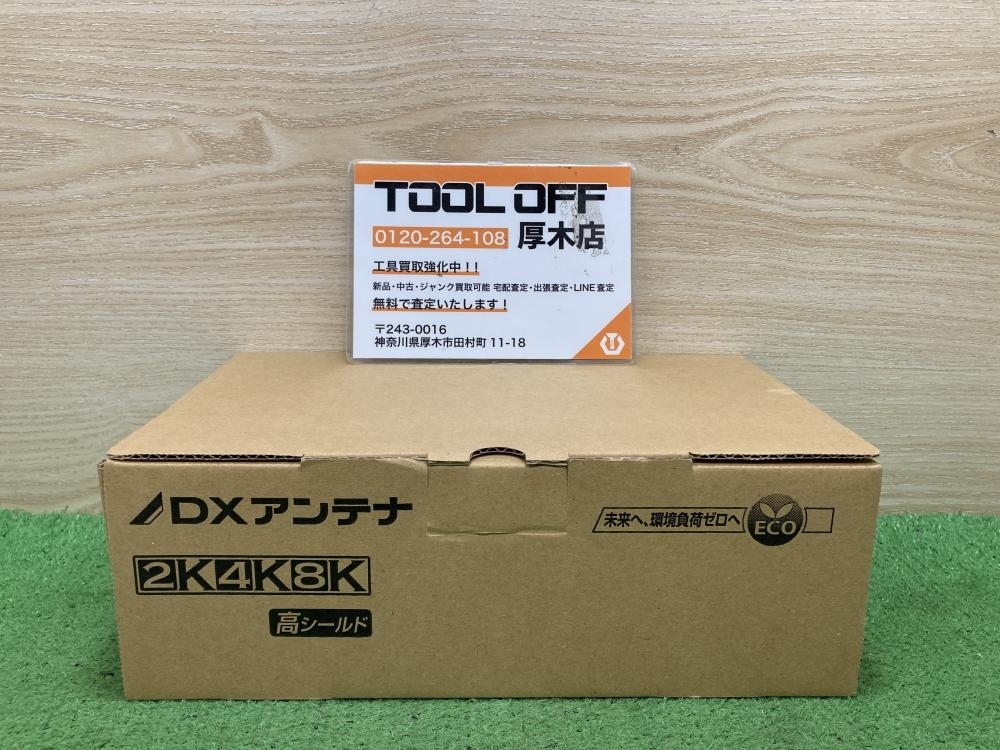 TOOL OFF
0120-264-108 厚木店
工具買取強化中！！
新品・中古・ジャンク買取可能 宅配査定・出張査定・LINE査定
無料で査定いたします！
〒243-0016
神奈川県厚木市田村町 11-18
DXアンテナ
未来へ、環境負荷ゼロへ ECO
2K4K8K
高シールド